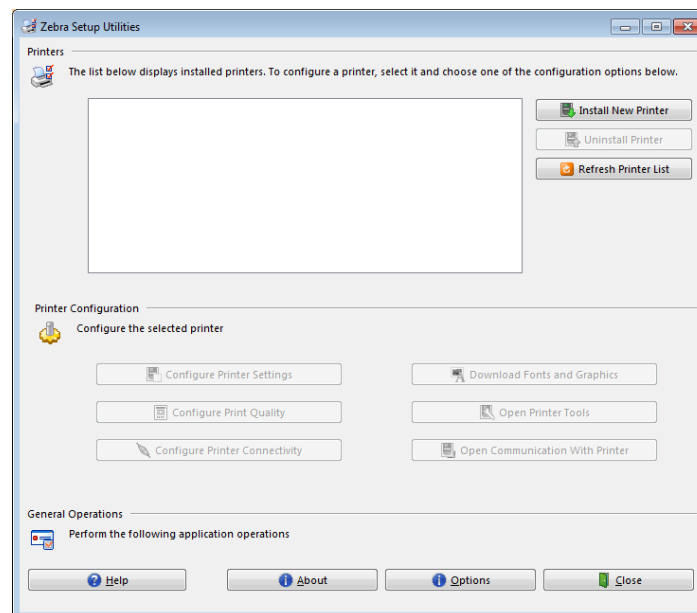 Zebra Setup Utilities
Printers
The list below displays installed printers. To configure a printer, select it and choose one of the configuration options below.
Install New Printer
Uninstall Printer
Refresh Printer List
Printer Configuration
Configure the selected printer
Configure Printer Settings
Download Fonts and Graphics
Configure Print Quality
Open Printer Tools
Configure Printer Connectivity
Open Communication With Printer
General Operations
Perform the following application operations
Help
About
Options
Close